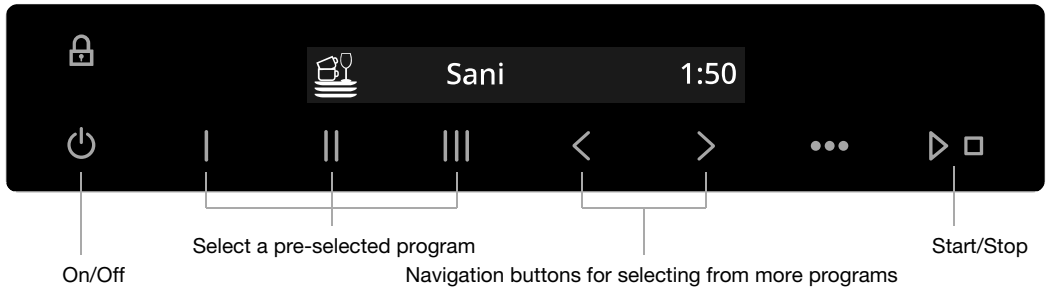 Sani 1:50
Select a pre-selected program
Start/Stop
On/Off
Navigation buttons for selecting from more programs